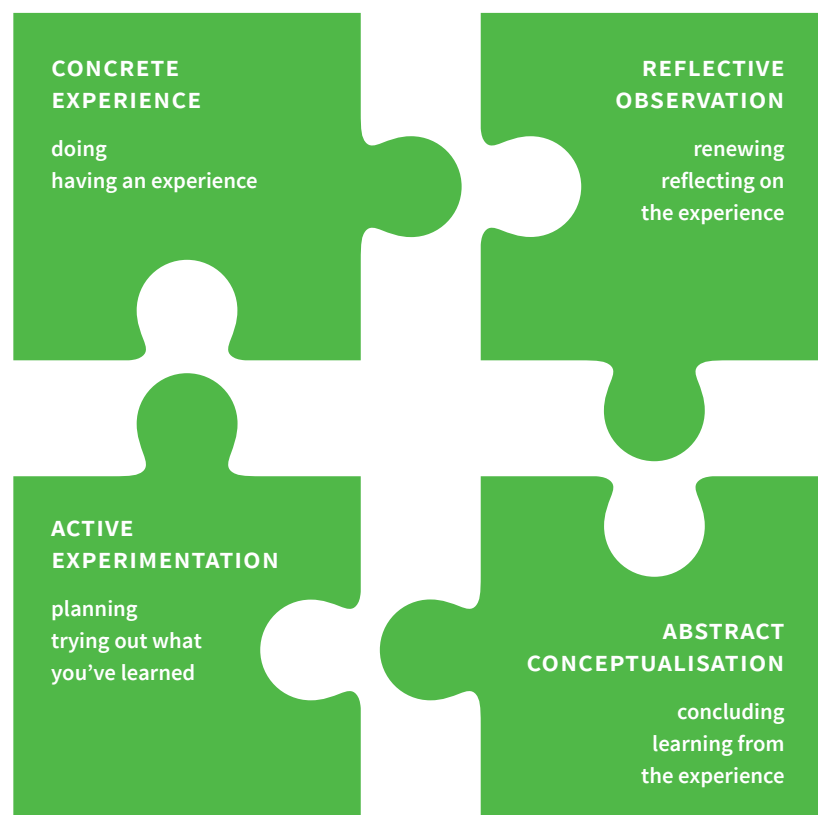 CONCRETE
EXPERIENCE
doing
having an experience
REFLECTIVE
OBSERVATION
renewing
reflecting on
the experience
ACTIVE
EXPERIMENTATION
planning
trying out what
you’ve learned
ABSTRACT
CONCEPTUALISATION
concluding
learning from
the experience